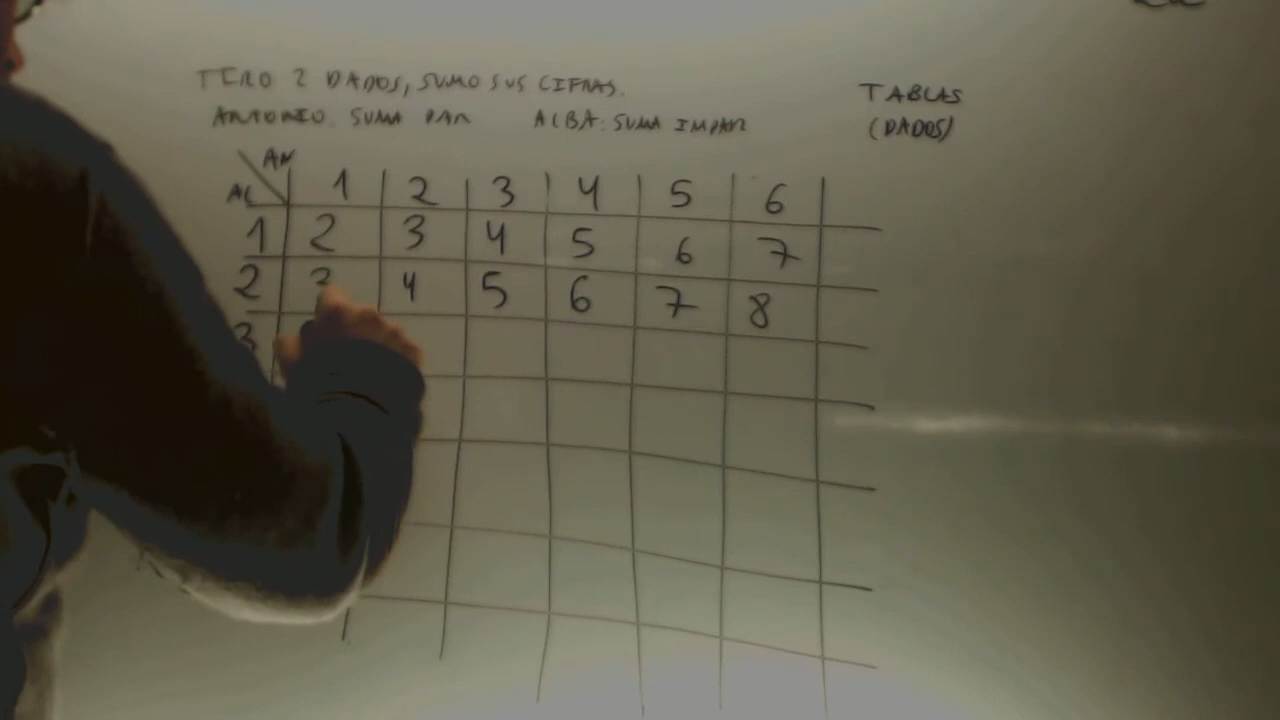 TIRO 2 DADOS, SUMO SUS CIFRAS.
ANTONIO. SUMA PAR ALBA: SUMA IMPAR
TABLAS
(DADOS)
AN
AL 1 2 3 4 5 6
1 2 3 4 5 6 7
2 3 4 5 6 7 8
3